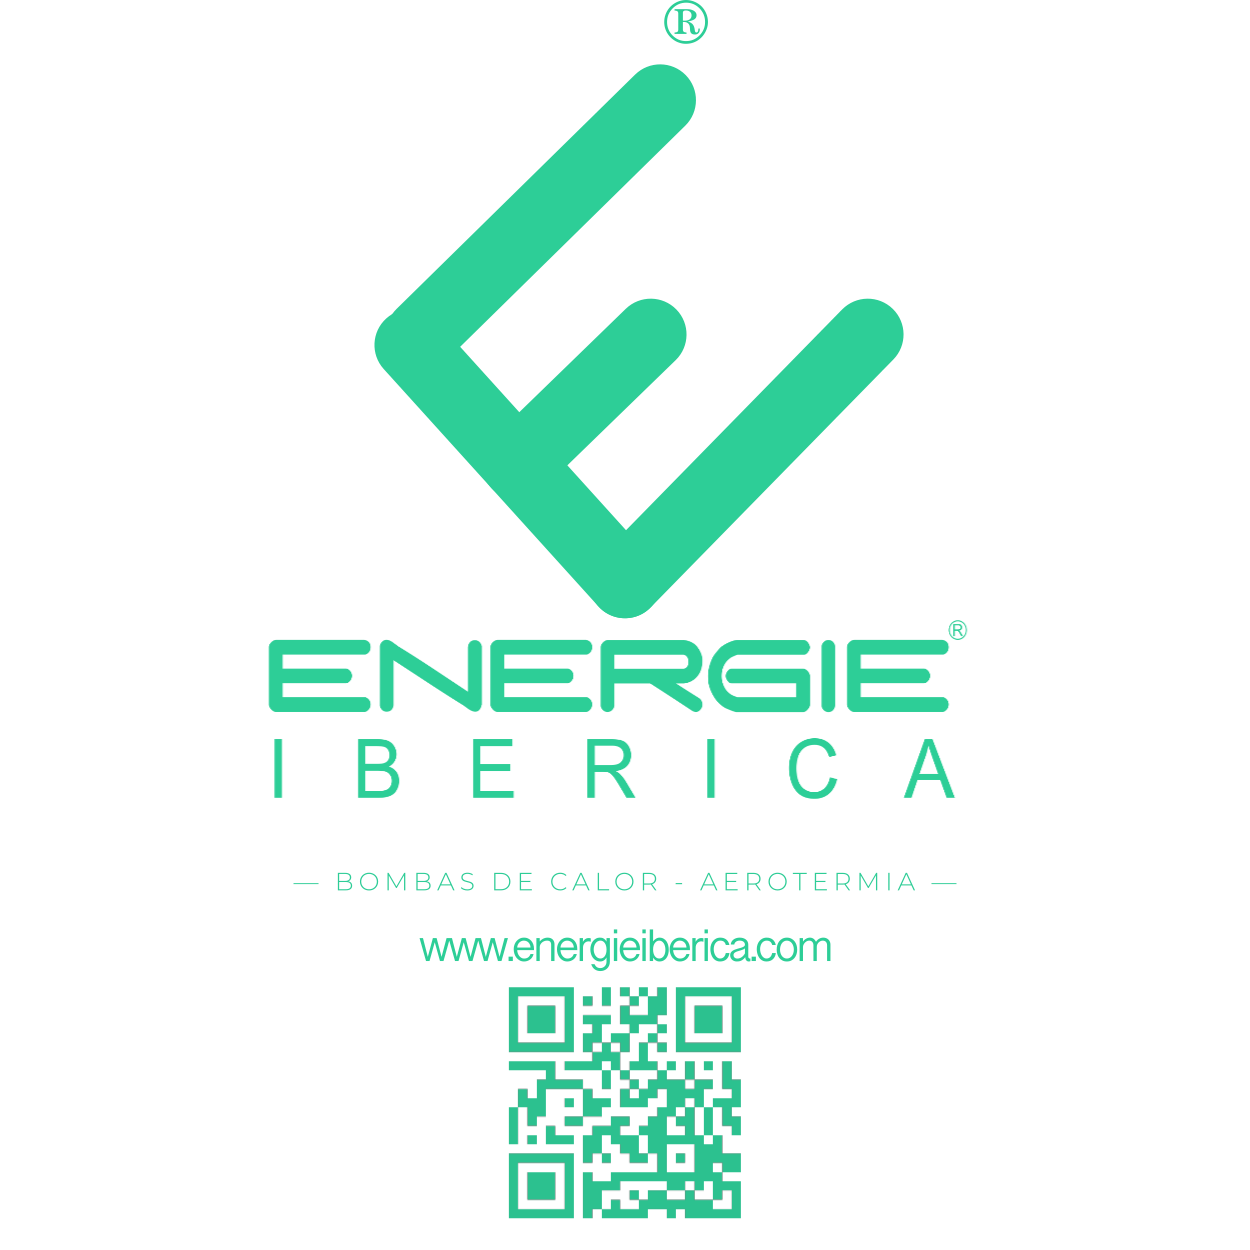 ®
ENERGIE®
IBERICA
— BOMBAS DE CALOR - AEROTERMIA —
www.energieiberica.com